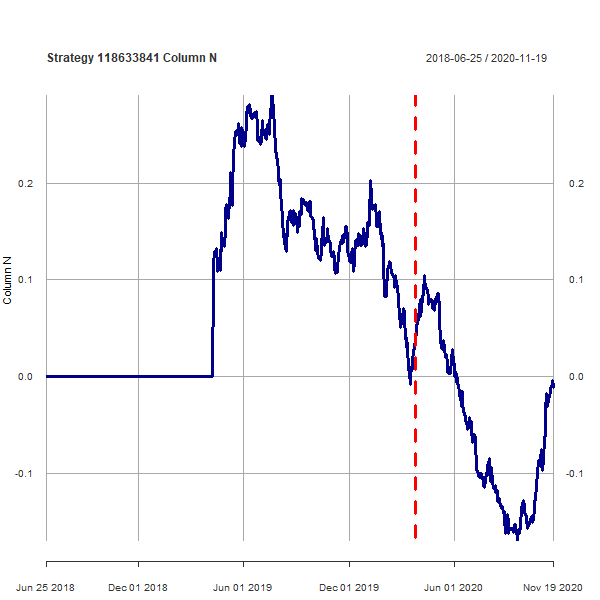 Strategy 118633841 Column N
2018-06-25 / 2020-11-19
Column N
0.2
0.1
0.0
-0.1
0.2
0.1
0.0
-0.1
Jun 25 2018
Dec 01 2018
Jun 01 2019
Dec 01 2019
Jun 01 2020
Nov 19 2020